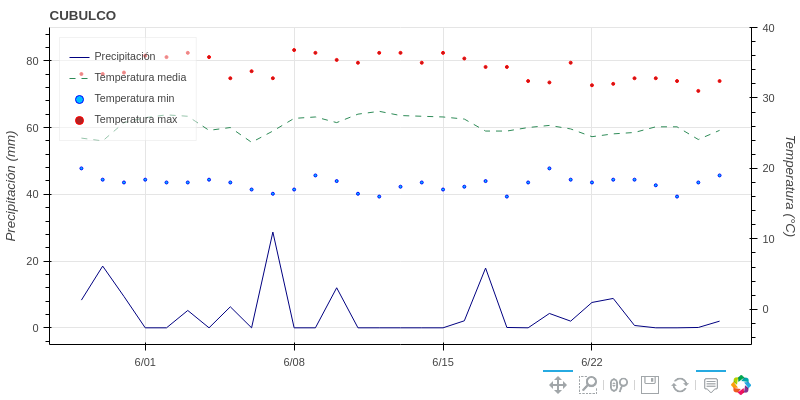 CUBULCO
Precipitación
Temperatura media
Temperatura min
Temperatura max
Precipitación (mm)
80
60
40
20
0
Temperatura (°C)
40
30
20
10
0
6/01
6/08
6/15
6/22